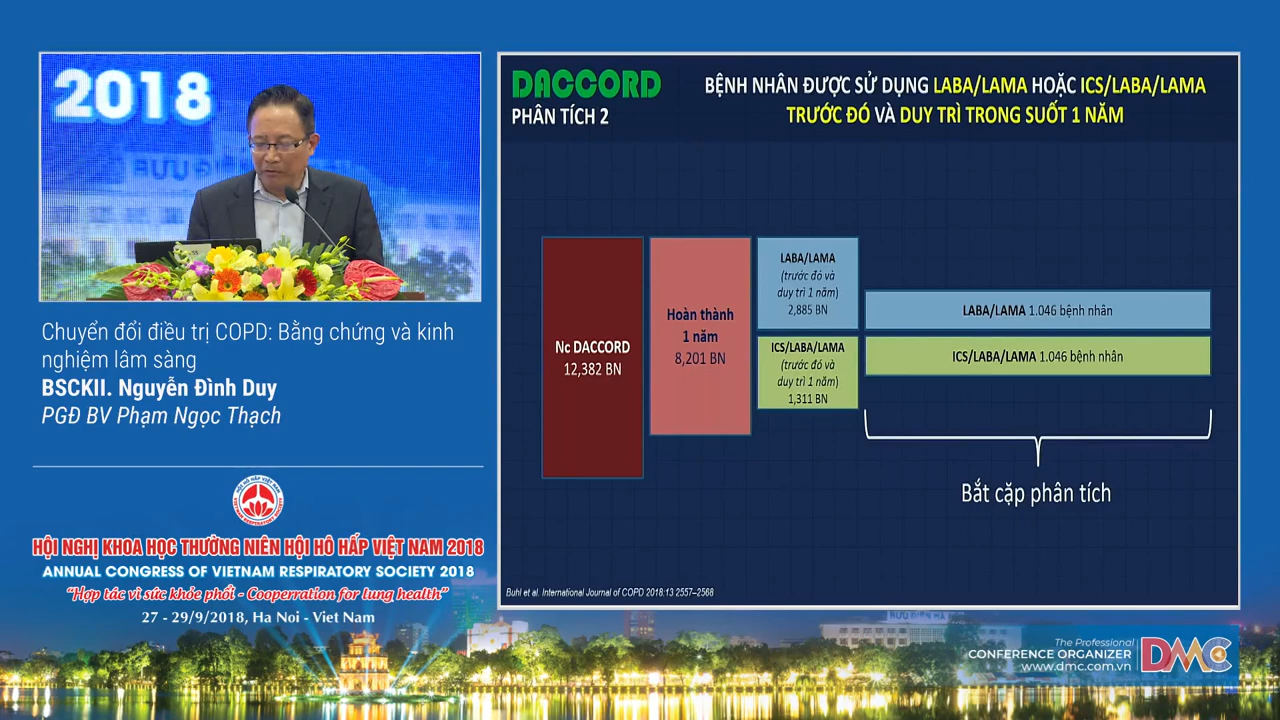 2018
Chuyển đổi điều trị COPD: Bằng chứng và kinh
nghiệm lâm sàng
BSCKII. Nguyễn Đình Duy
PGĐ BV Phạm Ngọc Thạch
HỘI HÔ HẤP VIỆT NAM
VIETNAM RESPIRATORY SOCIETY
HỘI NGHỊ KHOA HỌC THƯỜNG NIÊN HỘI HÔ HẤP VIỆT NAM 2018
ANNUAL CONGRESS OF VIETNAM RESPIRATORY SOCIETY 2018
“Hợp tác vì sức khỏe phổi - Cooperration for lung health”
27 - 29/9/2018, Ha Noi - Viet Nam
DACCORD
PHÂN TÍCH 2
BỆNH NHÂN ĐƯỢC SỬ DỤNG LABA/LAMA HOẶC ICS/LABA/LAMA
TRƯỚC ĐÓ VÀ DUY TRÌ TRONG SUỐT 1 NĂM
Nc DACCORD
12,382 BN
Hoàn thành
1 năm
8,201 BN
LABA/LAMA
(trước đó và
duy trì 1 năm)
2,885 BN
ICS/LABA/LAMA
(trước đó và
duy trì 1 năm)
1,311 BN
LABA/LAMA 1.046 bệnh nhân
ICS/LABA/LAMA 1.046 bệnh nhân
Bắt cặp phân tích
Buhl et al. International Journal of COPD 2018:13 2557–2568
The Professional
CONFERENCE ORGANIZER
www.dmc.com.vn
DMC